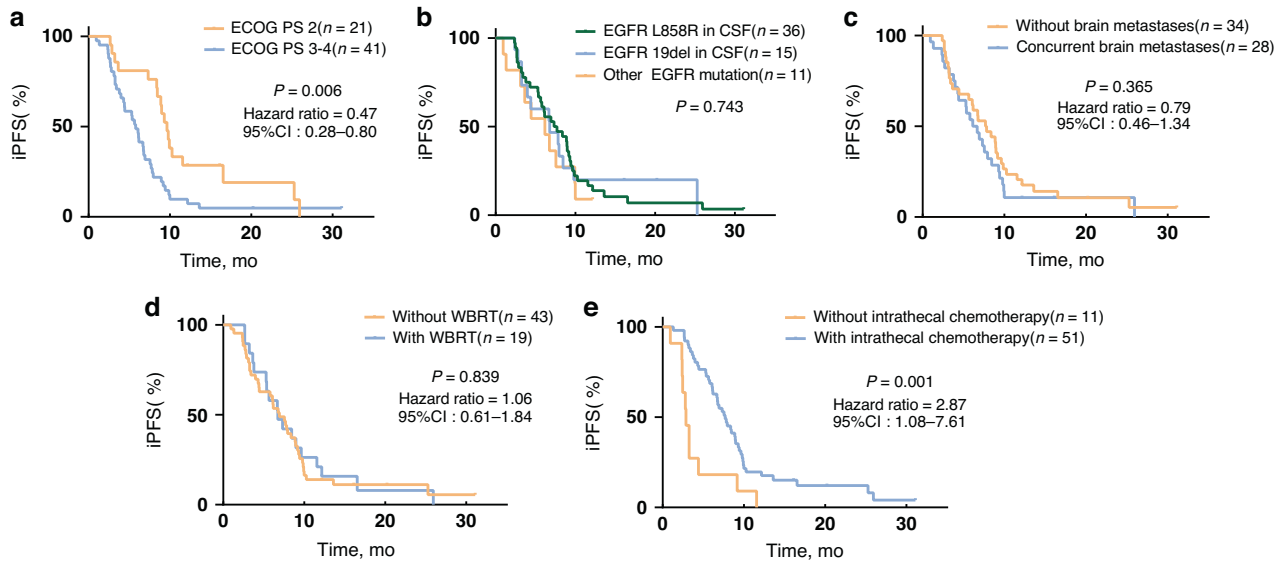 a
ECOG PS 2(n = 21)
ECOG PS 3-4(n = 41)
P = 0.006
Hazard ratio = 0.47
95%CI : 0.28–0.80
iPFS( %)
100
50
0
0 10 20 30
Time, mo
b
EGFR L858R in CSF(n = 36)
EGFR 19del in CSF(n = 15)
Other EGFR mutation(n = 11)
P = 0.743
iPFS( %)
100
50
0
0 10 20 30
Time, mo
c
Without brain metastases(n = 34)
Concurrent brain metastases(n = 28)
P = 0.365
Hazard ratio = 0.79
95%CI : 0.46–1.34
iPFS( %)
100
50
0
0 10 20 30
Time, mo
d
Without WBRT(n = 43)
With WBRT(n = 19)
P = 0.839
Hazard ratio = 1.06
95%CI : 0.61–1.84
iPFS( %)
100
50
0
0 10 20 30
Time, mo
e
Without intrathecal chemotherapy(n = 11)
With intrathecal chemotherapy(n = 51)
P = 0.001
Hazard ratio = 2.87
95%CI : 1.08–7.61
iPFS( %)
100
50
0
0 10 20 30
Time, mo